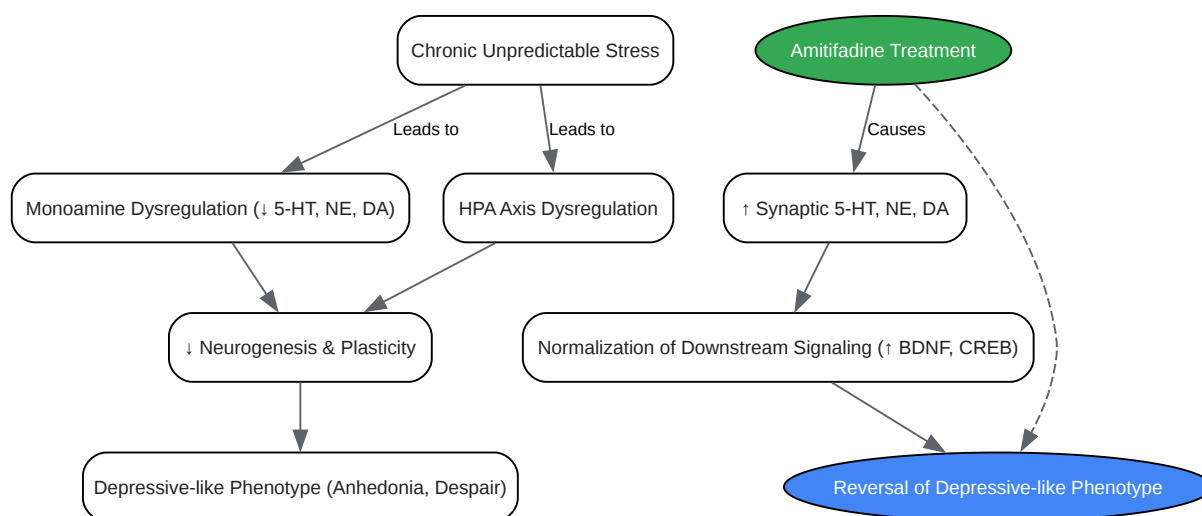 Chronic Unpredictable Stress
Amitifadine Treatment
Leads to
Leads to
Causes
Monoamine Dysregulation (↓ 5-HT, NE, DA)
HPA Axis Dysregulation
↑ Synaptic 5-HT, NE, DA
↓ Neurogenesis & Plasticity
Normalization of Downstream Signaling (↑ BDNF, CREB)
Depressive-like Phenotype (Anhedonia, Despair)
Reversal of Depressive-like Phenotype